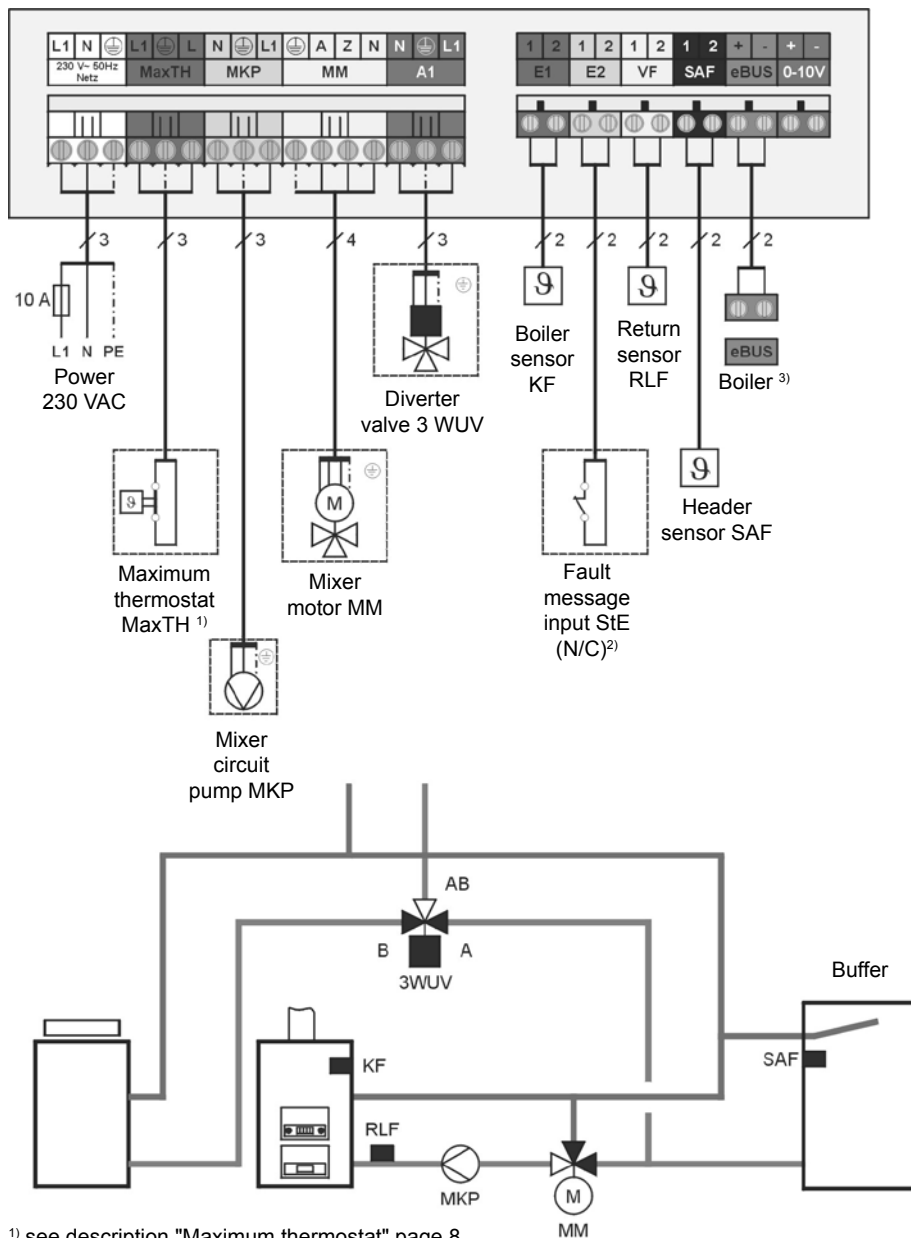 L1 N L1 L N L1 A Z N N L1
230 V~ 50Hz
Netz
MaxTH MKP MM A1
1 2 1 2 1 2 1 2 + - + -
E1 E2 VF SAF eBUS 0-10V
3 3 3 4 3 2 2 2 2 2
10 A
L1 N PE
Power
230 VAC
Diverter
valve 3 WUV
ϑ
Boiler
sensor
KF
ϑ
Return
sensor
RLF
eBUS
Boiler 3)
ϑ
Maximum
thermostat
MaxTH 1)
M
Mixer
motor MM
Fault
message
input StE
(N/C)2)
ϑ
Header
sensor SAF
Mixer
circuit
pump MKP
AB
B A
3WUV
Buffer
KF
SAF
RLF
MKP
M
MM
1) see description "Maximum thermostat" page 8